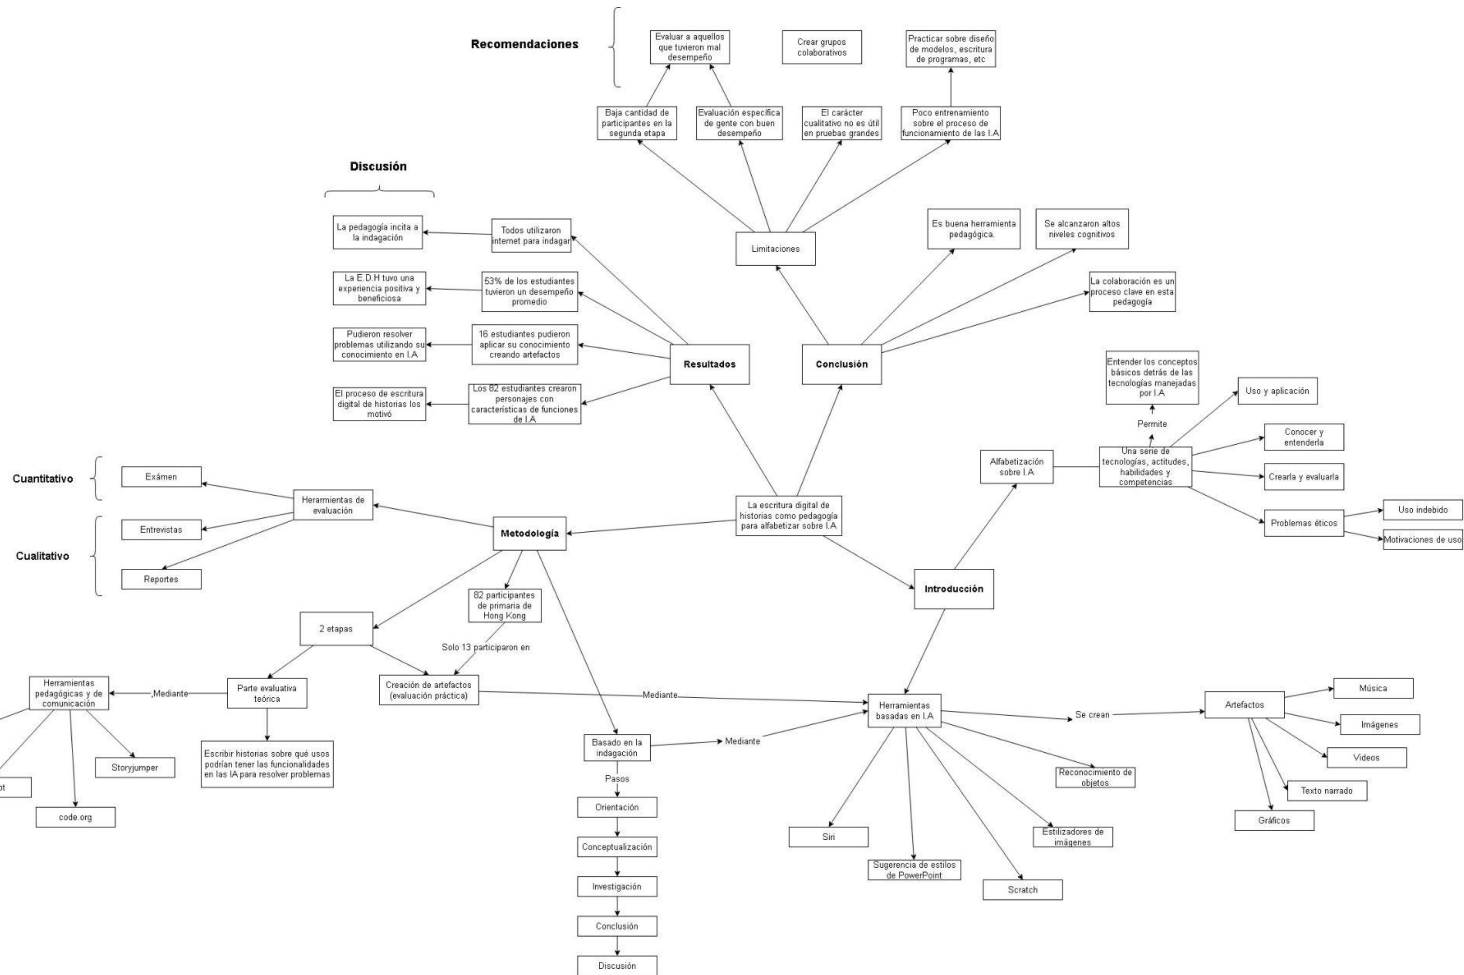 Recomendaciones
Evaluar a aquellos
que tuvieron mal
desempeño
Crear grupos
colaborativos
Practicar sobre diseño
de modelos, escritura
de programas, etc
Baja cantidad de
participantes en la
segunda etapa
Evaluación específica
de gente con buen
desempeño
El carácter
cualitativo no es útil
en pruebas grandes
Poco entrenamiento
sobre el proceso de
funcionamiento de las I.A
Discusión
La pedagogía incita a
a la indagación
Todos utilizaron
internet para indagar
Limitaciones
Es buena herramienta
pedagógica.
Se alcanzaron altos
niveles cognitivos
La E.D.H tuvo una
experiencia positiva y
beneficiosa
53% de los estudiantes
tuvieron un desempeño
promedio
La colaboración es un
proceso clave en esta
pedagogía
Pudieron resolver
problemas utilizando su
conocimiento en I.A
16 estudiantes pudieron
aplicar su conocimiento
creando artefactos
Resultados
Conclusión
El proceso de escritura
digital de historias los
motivó
Los 82 estudiantes crearon
personajes con
características de funciones
de I.A
Entender los conceptos
básicos detrás de las
tecnologías manejadas
por I.A
Permite
Uso y aplicación
Conocer y
entenderla
Crearla y evaluarla
Problemas éticos
Uso indebido
Motivaciones de uso
Alfabetización
sobre I.A
Una serie de
tecnologías, actitudes,
habilidades y
competencias
Cuantitativo
Exámen
Herarmientas de
evaluación
Cualitativo
Entrevistas
Reportes
Metodología
La escritura digital de
historias como pedagogía
para alfabetizar sobre I.A
Introducción
82 participantes
de primaria de
Hong Kong
Solo 13 participaron en
2 etapas
Herramientas
pedagógicas y de
comunicación
,Mediante
Parte evaluativa
teórica
Creación de artefactos
(evaluación práctica)
Mediante
Herramientas
basadas en I.A
Se crean
Artefactos
Música
Imágenes
Videos
Texto narrado
Gráficos
Storyjumper
Escribir historias sobre qué usos
podrían tener las funcionalidades
en las IA para resolver problemas
ot
code.org
Basado en la
indagación
Mediante
Pasos
Orientación
Conceptualización
Investigación
Conclusión
Discusión
Siri
Sugerencia de estilos
de PowerPoint
Scratch
Estilizadores de
imágenes
Reconocimiento de
objetos